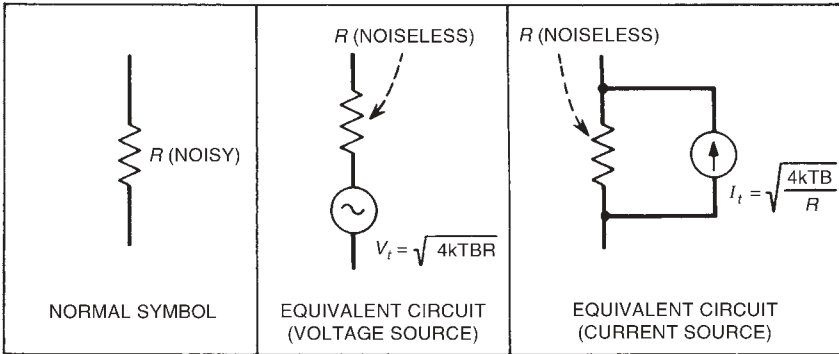 R (NOISY)
NORMAL SYMBOL
R (NOISELESS)
V_t = √4kTBR
EQUIVALENT CIRCUIT
(VOLTAGE SOURCE)
R (NOISELESS)
I_t = √(4kTB/R)
EQUIVALENT CIRCUIT
(CURRENT SOURCE)